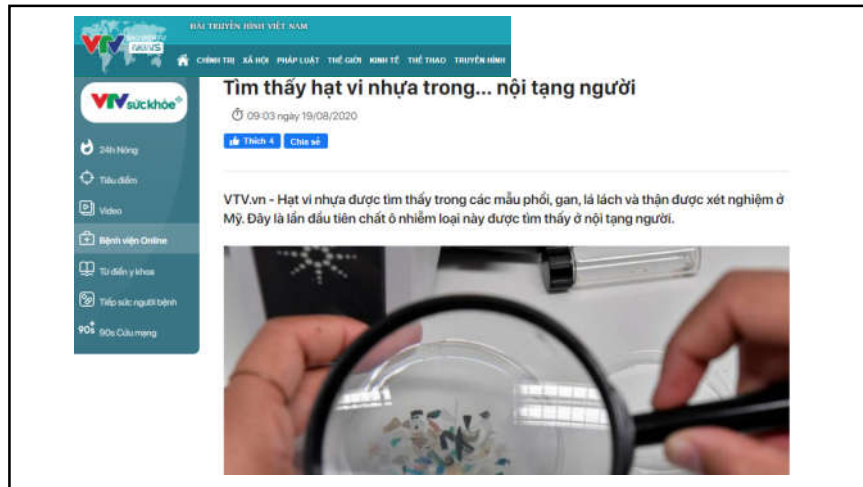 ĐÀI TRUYỀN HÌNH VIỆT NAM
VTV
NEWS
CHÍNH TRỊ XÃ HỘI PHÁP LUẬT THẾ GIỚI KINH TẾ THỂ THAO TRUYỀN HÌNH
VTV sức khỏe+
24h Nóng
Tiêu điểm
Video
Bệnh viện Online
Từ điển y khoa
Tiếp sức người bệnh
90s 90s Cứu mạng
Tìm thấy hạt vi nhựa trong... nội tạng người
09:03 ngày 19/08/2020
Thích 4 Chia sẻ
VTV.vn - Hạt vi nhựa được tìm thấy trong các mẫu phổi, gan, lá lách và thận được xét nghiệm ở
Mỹ. Đây là lần đầu tiên chất ô nhiễm loại này được tìm thấy ở nội tạng người.